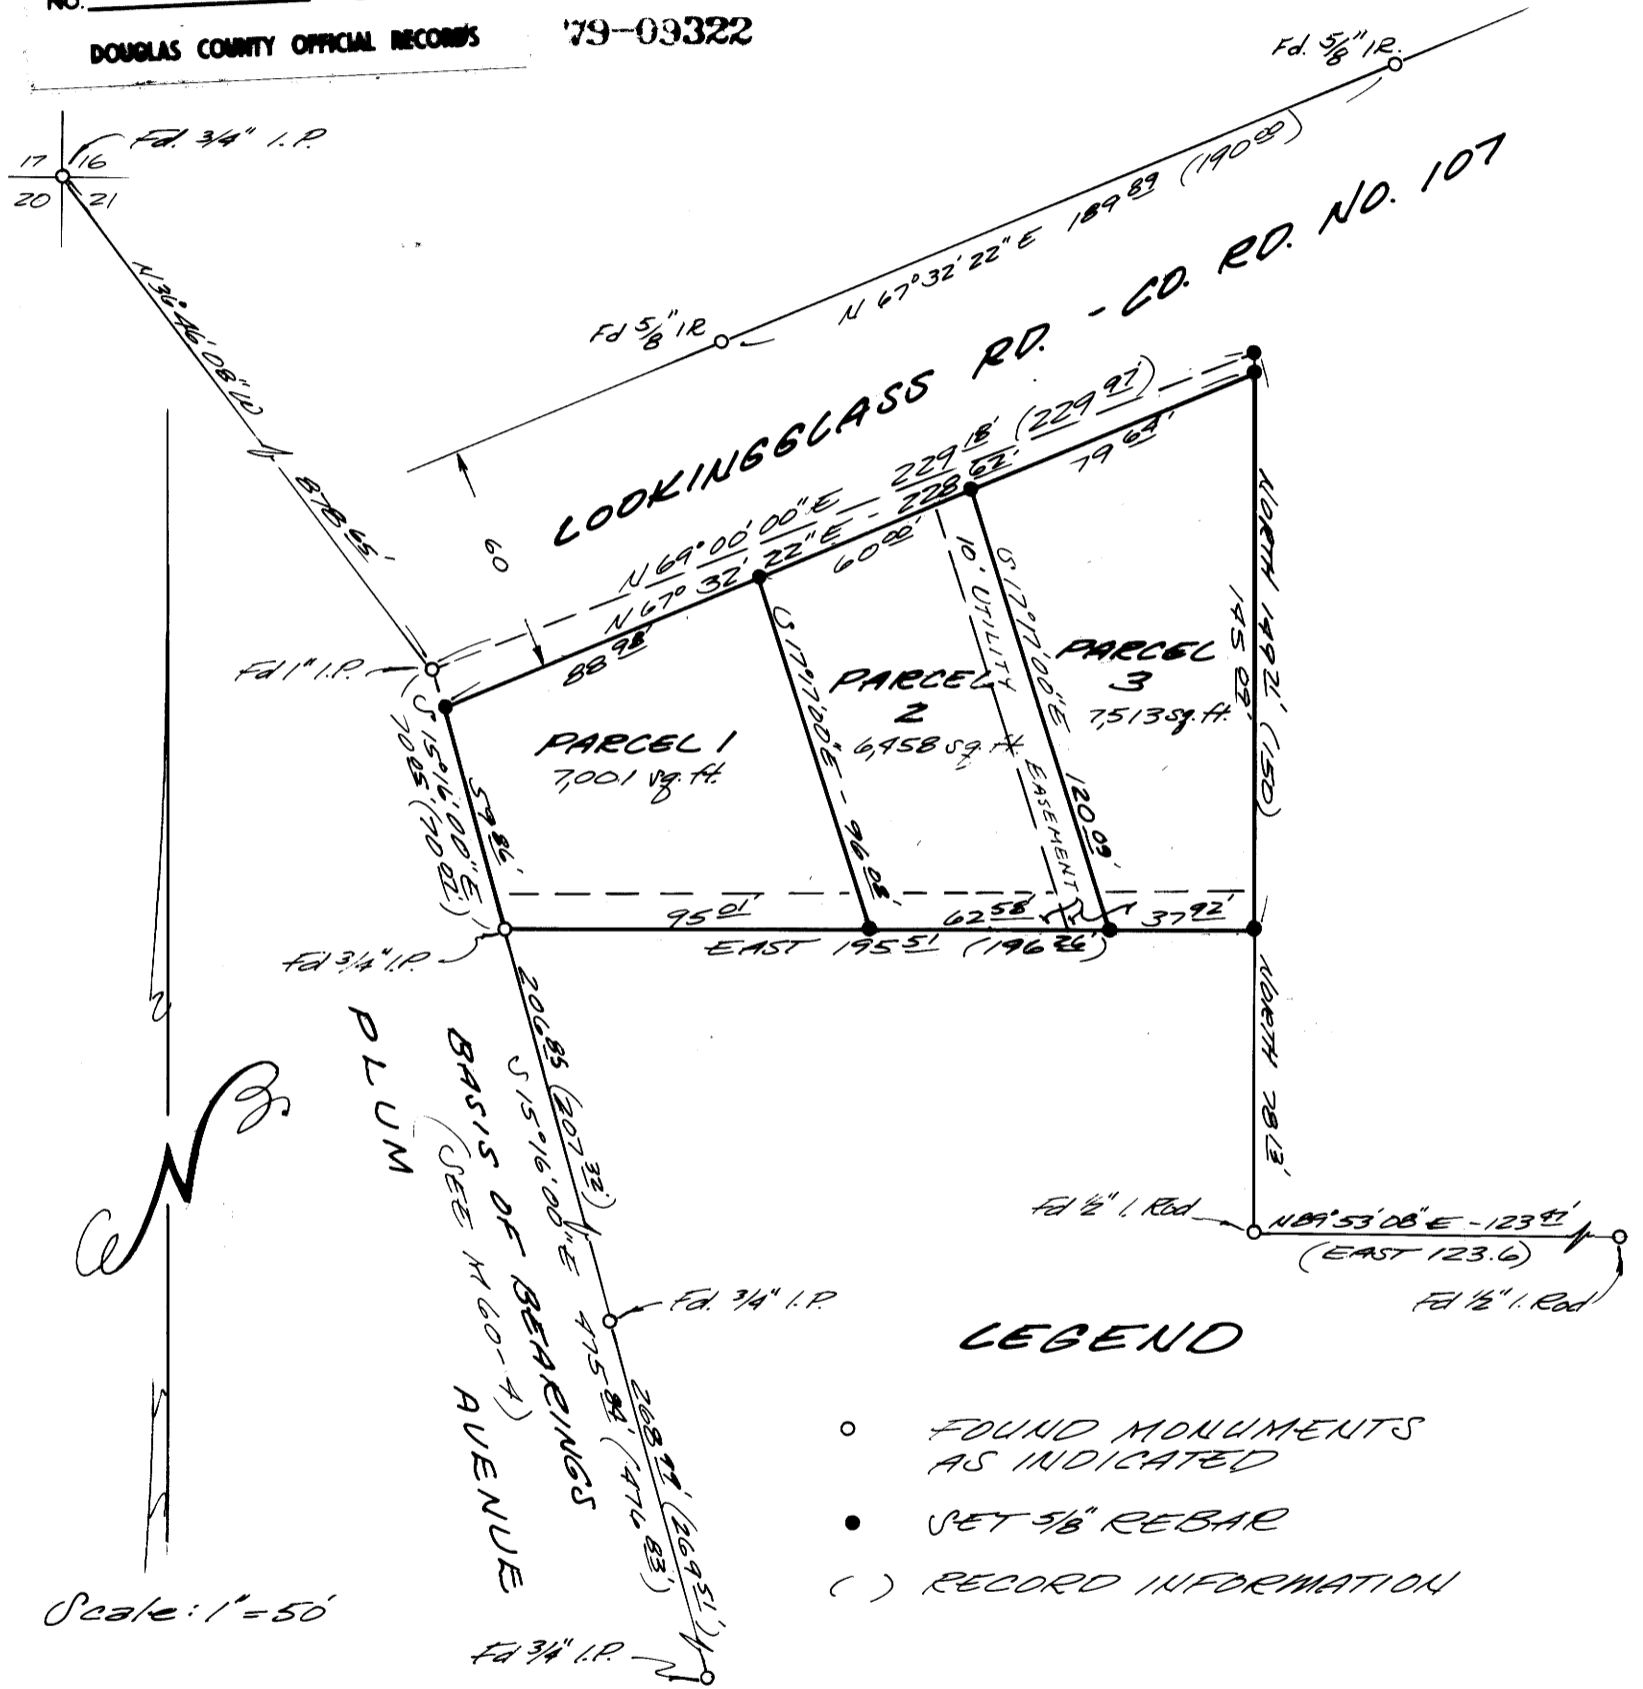 NO.
DOUGLAS COUNTY OFFICIAL RECORDS
'79-09322
17 16
20 21
Fd. 3/4" I.P.
Fd. 5/8" I.R.
N 67° 32' 22" E 189 89 (190 00)
Fd 5/8" IR
LOOKINGGLASS RD. - CO. RD. NO. 107
N 36° 46' 08" W
878 65'
60
N 69° 00' 00" E 229 18' (229 97')
N 67° 32' 22" E - 228 62'
88 98'
60 00'
79 64'
Fd 1" I.P.
S 15° 16' 00" E
70 05' (70 02')
59 86'
PARCEL 1
7,001 sq. ft.
S 17° 17' 00" E - 96 08'
PARCEL 2
6,458 sq. ft.
10' UTILITY EASEMENT
S 17° 17' 00" E 120 09'
PARCEL 3
7,513 sq. ft.
NORTH 149 71' (150)
145 09'
95 01'
62 58'
37 92'
EAST 195 51' (196 26')
Fd 3/4" I.P.
NORTH 78 13'
PLUM AVENUE
BASIS OF BEARINGS
(SEE M 60-4)
206 85 (207 32')
S 15° 16' 00" E 475 84' (476 83')
268 99' (269 51')
Fd. 3/4" I.P.
Fd 3/4" I.P.
Fd 1/2" I. Rod
N 89° 53' 08" E - 123 47'
(EAST 123.6)
Fd 1/2" I. Rod
N
LEGEND
FOUND MONUMENTS
AS INDICATED
SET 5/8" REBAR
( ) RECORD INFORMATION
Scale: 1" = 50'